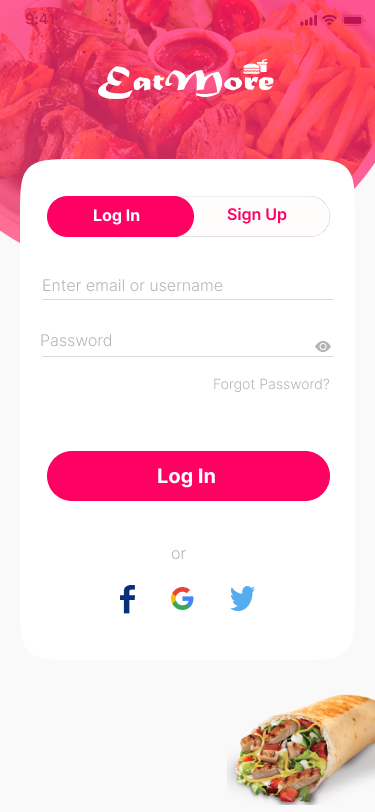 9:41
EatMore
Log In
Sign Up
Enter email or username
Password
Forgot Password?
Log In
or